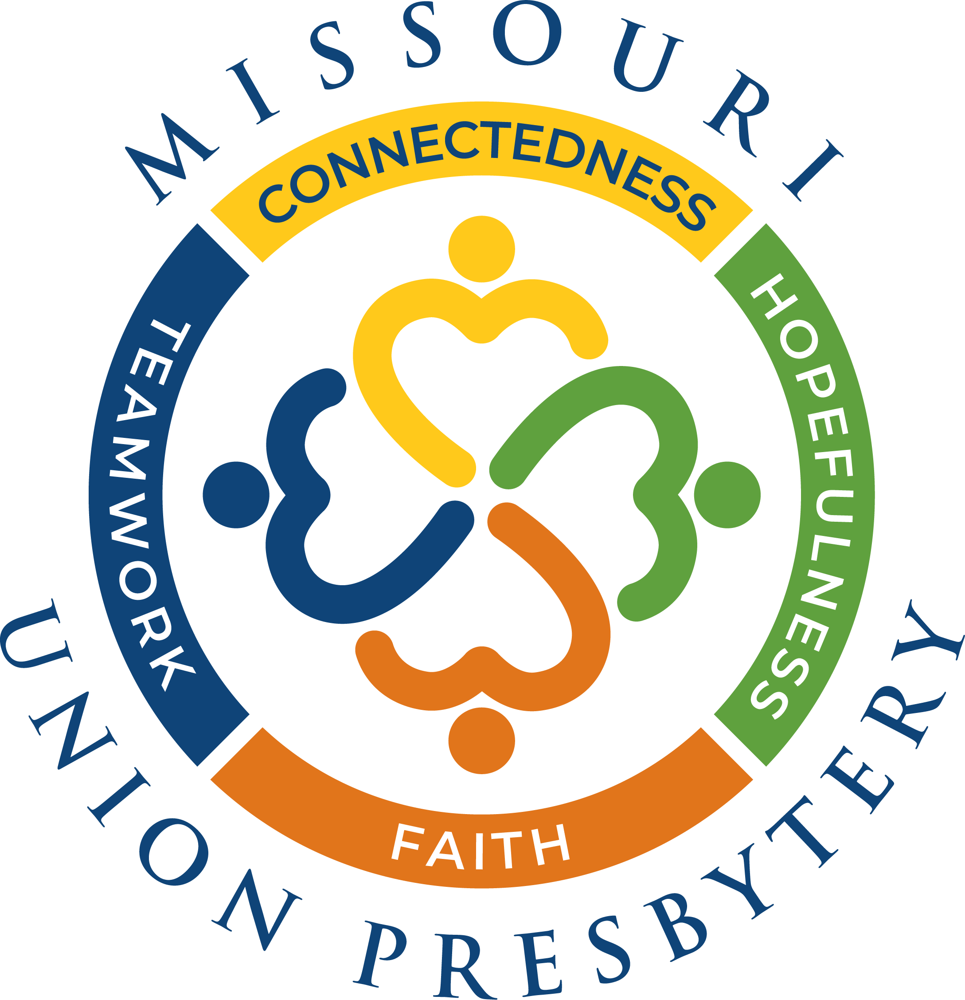 MISSOURI
UNION PRESBYTERY
CONNECTEDNESS
HOPEFULNESS
FAITH
TEAMWORK